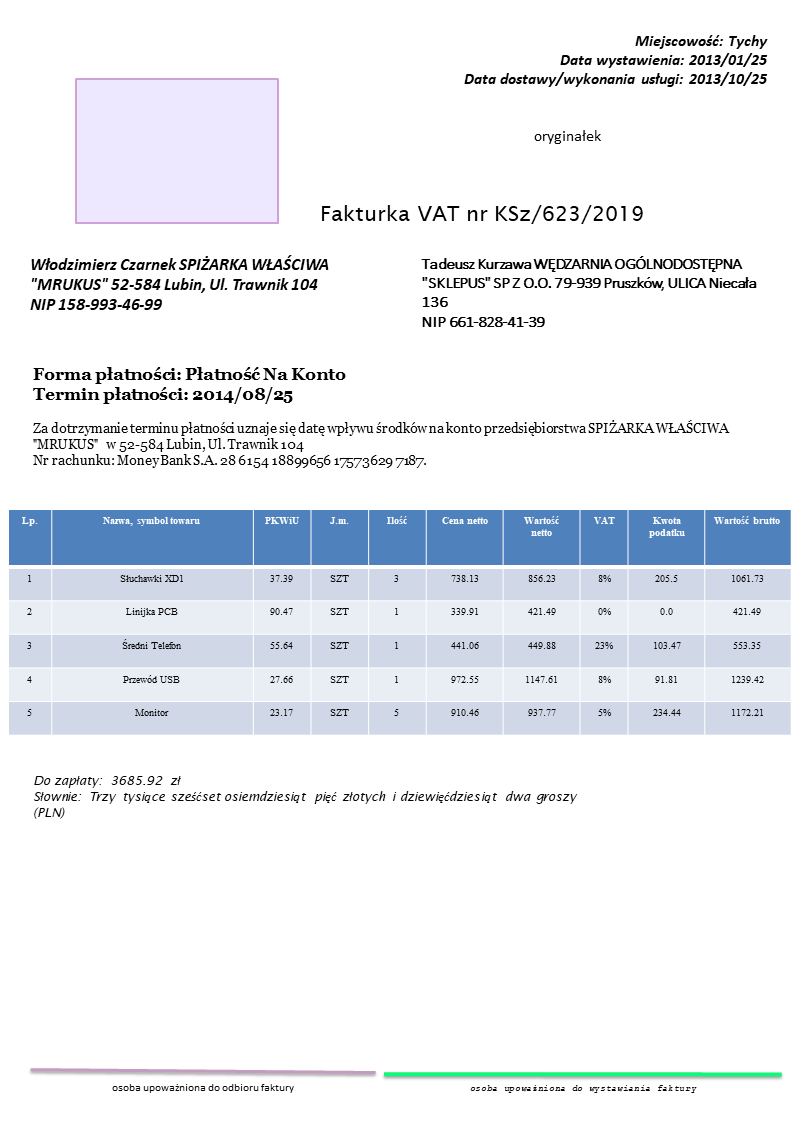 Miejscowość: Tychy
Data wystawienia: 2013/01/25
Data dostawy/wykonania usługi: 2013/10/25
oryginałek
Fakturka VAT nr KSz/623/2019
Włodzimierz Czarnek SPIŻARKA WŁAŚCIWA
"MRUKUS" 52-584 Lubin, Ul. Trawnik 104
NIP 158-993-46-99
Tadeusz Kurzawa WĘDZARNIA OGÓLNODOSTĘPNA
"SKLEPUS" SP Z O.O. 79-939 Pruszków, ULICA Niecała
136
NIP 661-828-41-39
Forma płatności: Płatność Na Konto
Termin płatności: 2014/08/25
Za dotrzymanie terminu płatności uznaje się datę wpływu środków na konto przedsiębiorstwa SPIŻARKA WŁAŚCIWA
"MRUKUS" w 52-584 Lubin, Ul. Trawnik 104
Nr rachunku: Money Bank S.A. 28 6154 18899656 17573629 7187.
Lp. Nazwa, symbol towaru PKWiU J.m. Ilość Cena netto Wartość netto VAT Kwota podatku Wartość brutto
1 Słuchawki XD1 37.39 SZT 3 738.13 856.23 8% 205.5 1061.73
2 Linijka PCB 90.47 SZT 1 339.91 421.49 0% 0.0 421.49
3 Średni Telefon 55.64 SZT 1 441.06 449.88 23% 103.47 553.35
4 Przewód USB 27.66 SZT 1 972.55 1147.61 8% 91.81 1239.42
5 Monitor 23.17 SZT 5 910.46 937.77 5% 234.44 1172.21
Do zapłaty: 3685.92 zł
Słownie: Trzy tysiące sześćset osiemdziesiąt pięć złotych i dziewięćdziesiąt dwa groszy
(PLN)
osoba upoważniona do odbioru faktury
osoba upoważniona do wystawiania faktury